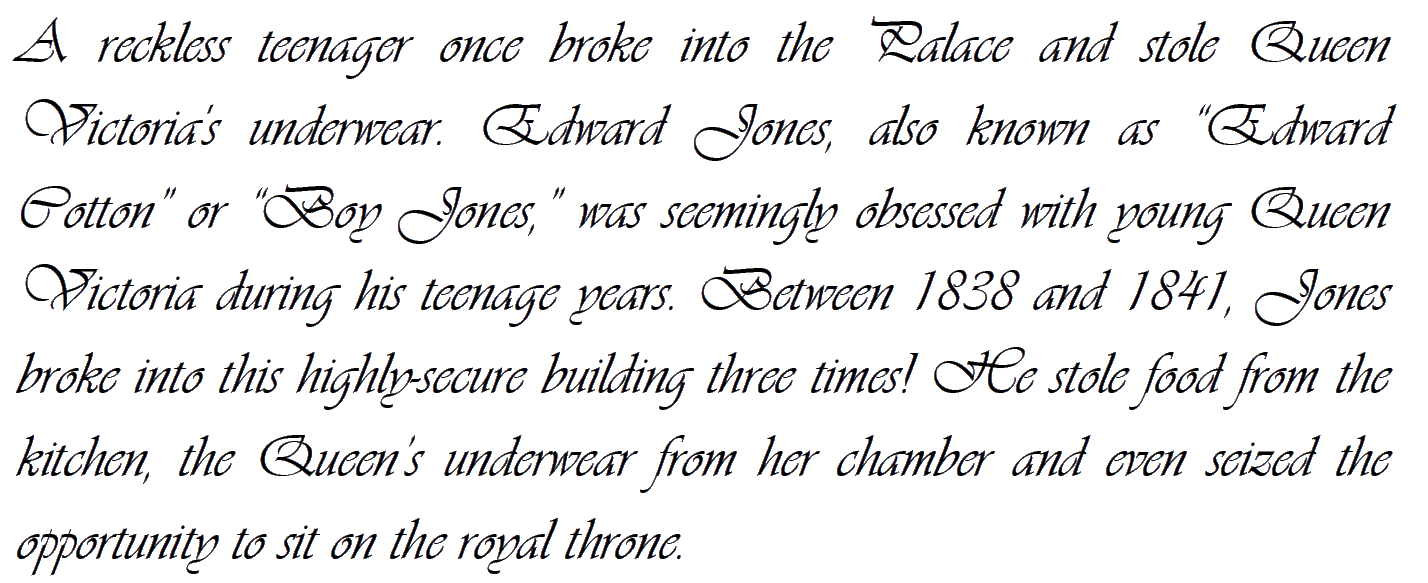 A reckless teenager once broke into the Palace and stole Queen
Victoria's underwear. Edward Jones, also known as “Edward
Cotton” or “Boy Jones,” was seemingly obsessed with young Queen
Victoria during his teenage years. Between 1838 and 1841, Jones
broke into this highly-secure building three times! He stole food from the
kitchen, the Queen's underwear from her chamber and even seized the
opportunity to sit on the royal throne.